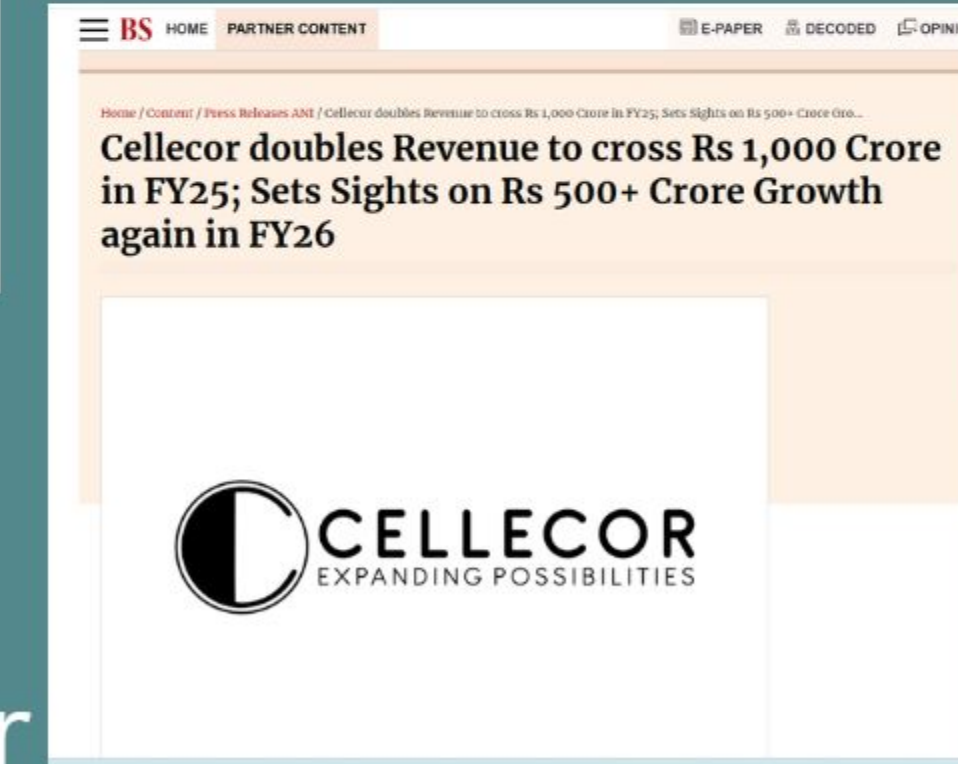 BS HOME PARTNER CONTENT E-PAPER DECODED OPINI
Home / Content / Press Releases ANI / Cellecor doubles Revenue to cross Rs 1,000 Crore in FY25; Sets Sights on Rs 500+ Crore Gro...
Cellecor doubles Revenue to cross Rs 1,000 Crore
in FY25; Sets Sights on Rs 500+ Crore Growth
again in FY26
CELLECOR
EXPANDING POSSIBILITIES
r